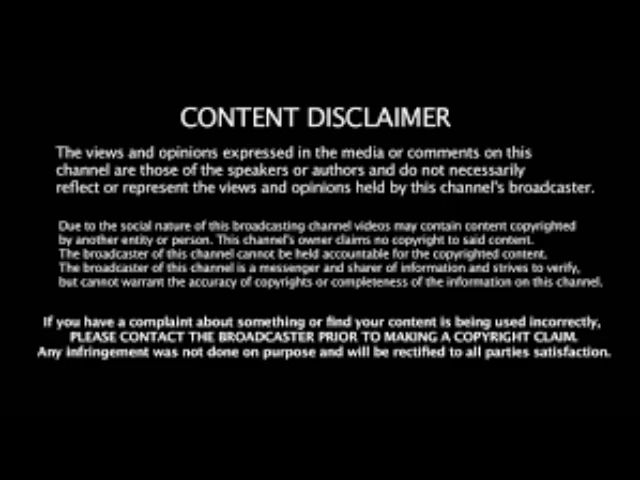 CONTENT DISCLAIMER
The views and opinions expressed in the media or comments on this
channel are those of the speakers or authors and do not necessarily
reflect or represent the views and opinions held by this channel's broadcaster.
Due to the social nature of this broadcasting channel videos may contain content copyrighted
by another entity or person. This channel's owner claims no copyright to said content.
The broadcaster of this channel cannot be held accountable for the copyrighted content.
The broadcaster of this channel is a messenger and sharer of information and strives to verify,
but cannot warrant the accuracy of copyrights or completeness of the information on this channel.
If you have a complaint about something or find your content is being used incorrectly,
PLEASE CONTACT THE BROADCASTER PRIOR TO MAKING A COPYRIGHT CLAIM.
Any infringement was not done on purpose and will be rectified to all parties satisfaction.